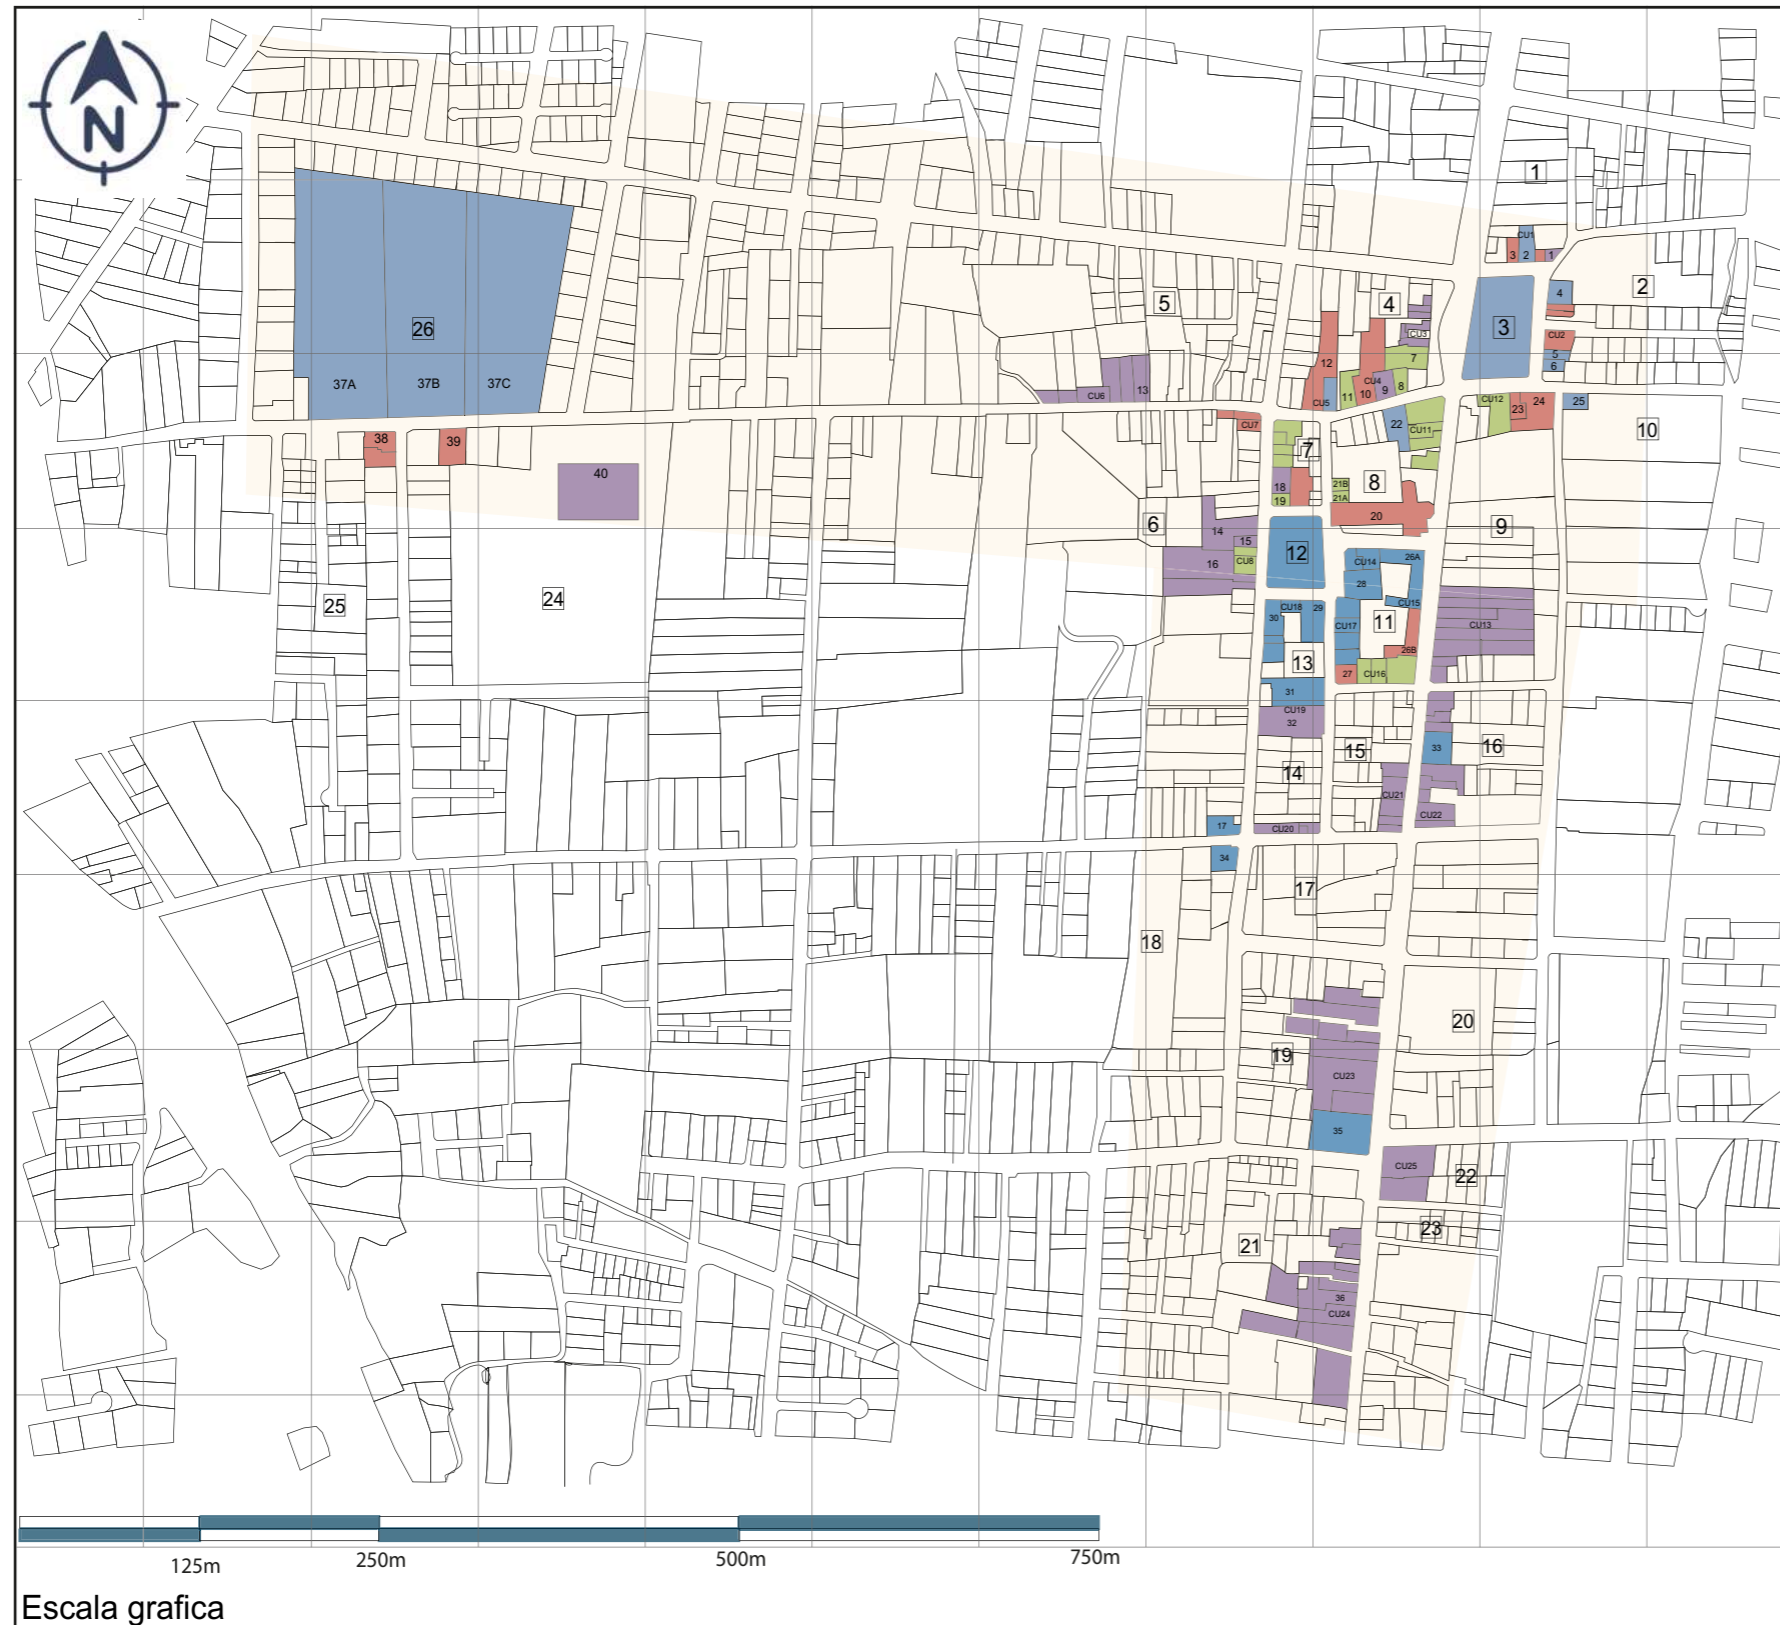 N
1
CU1
3
2
1
2
4
26
5
4
3
CU3
CU2
5
6
7
12
CU4
9
8
10
11
CU5
37A
37B
37C
CU6
13
CU12
23
24
25
10
22
CU11
CU7
7
38
39
40
18
19
21B
21A
8
20
6
14
15
16
CU8
12
9
CU14
26A
28
CU15
25
24
CU18
29
30
CU17
11
CU13
13
26B
27
CU16
31
CU19
32
15
33
16
14
CU21
CU22
17
CU20
34
17
18
20
19
CU23
35
CU25
22
23
21
36
CU24
125m
250m
500m
750m
Escala grafica